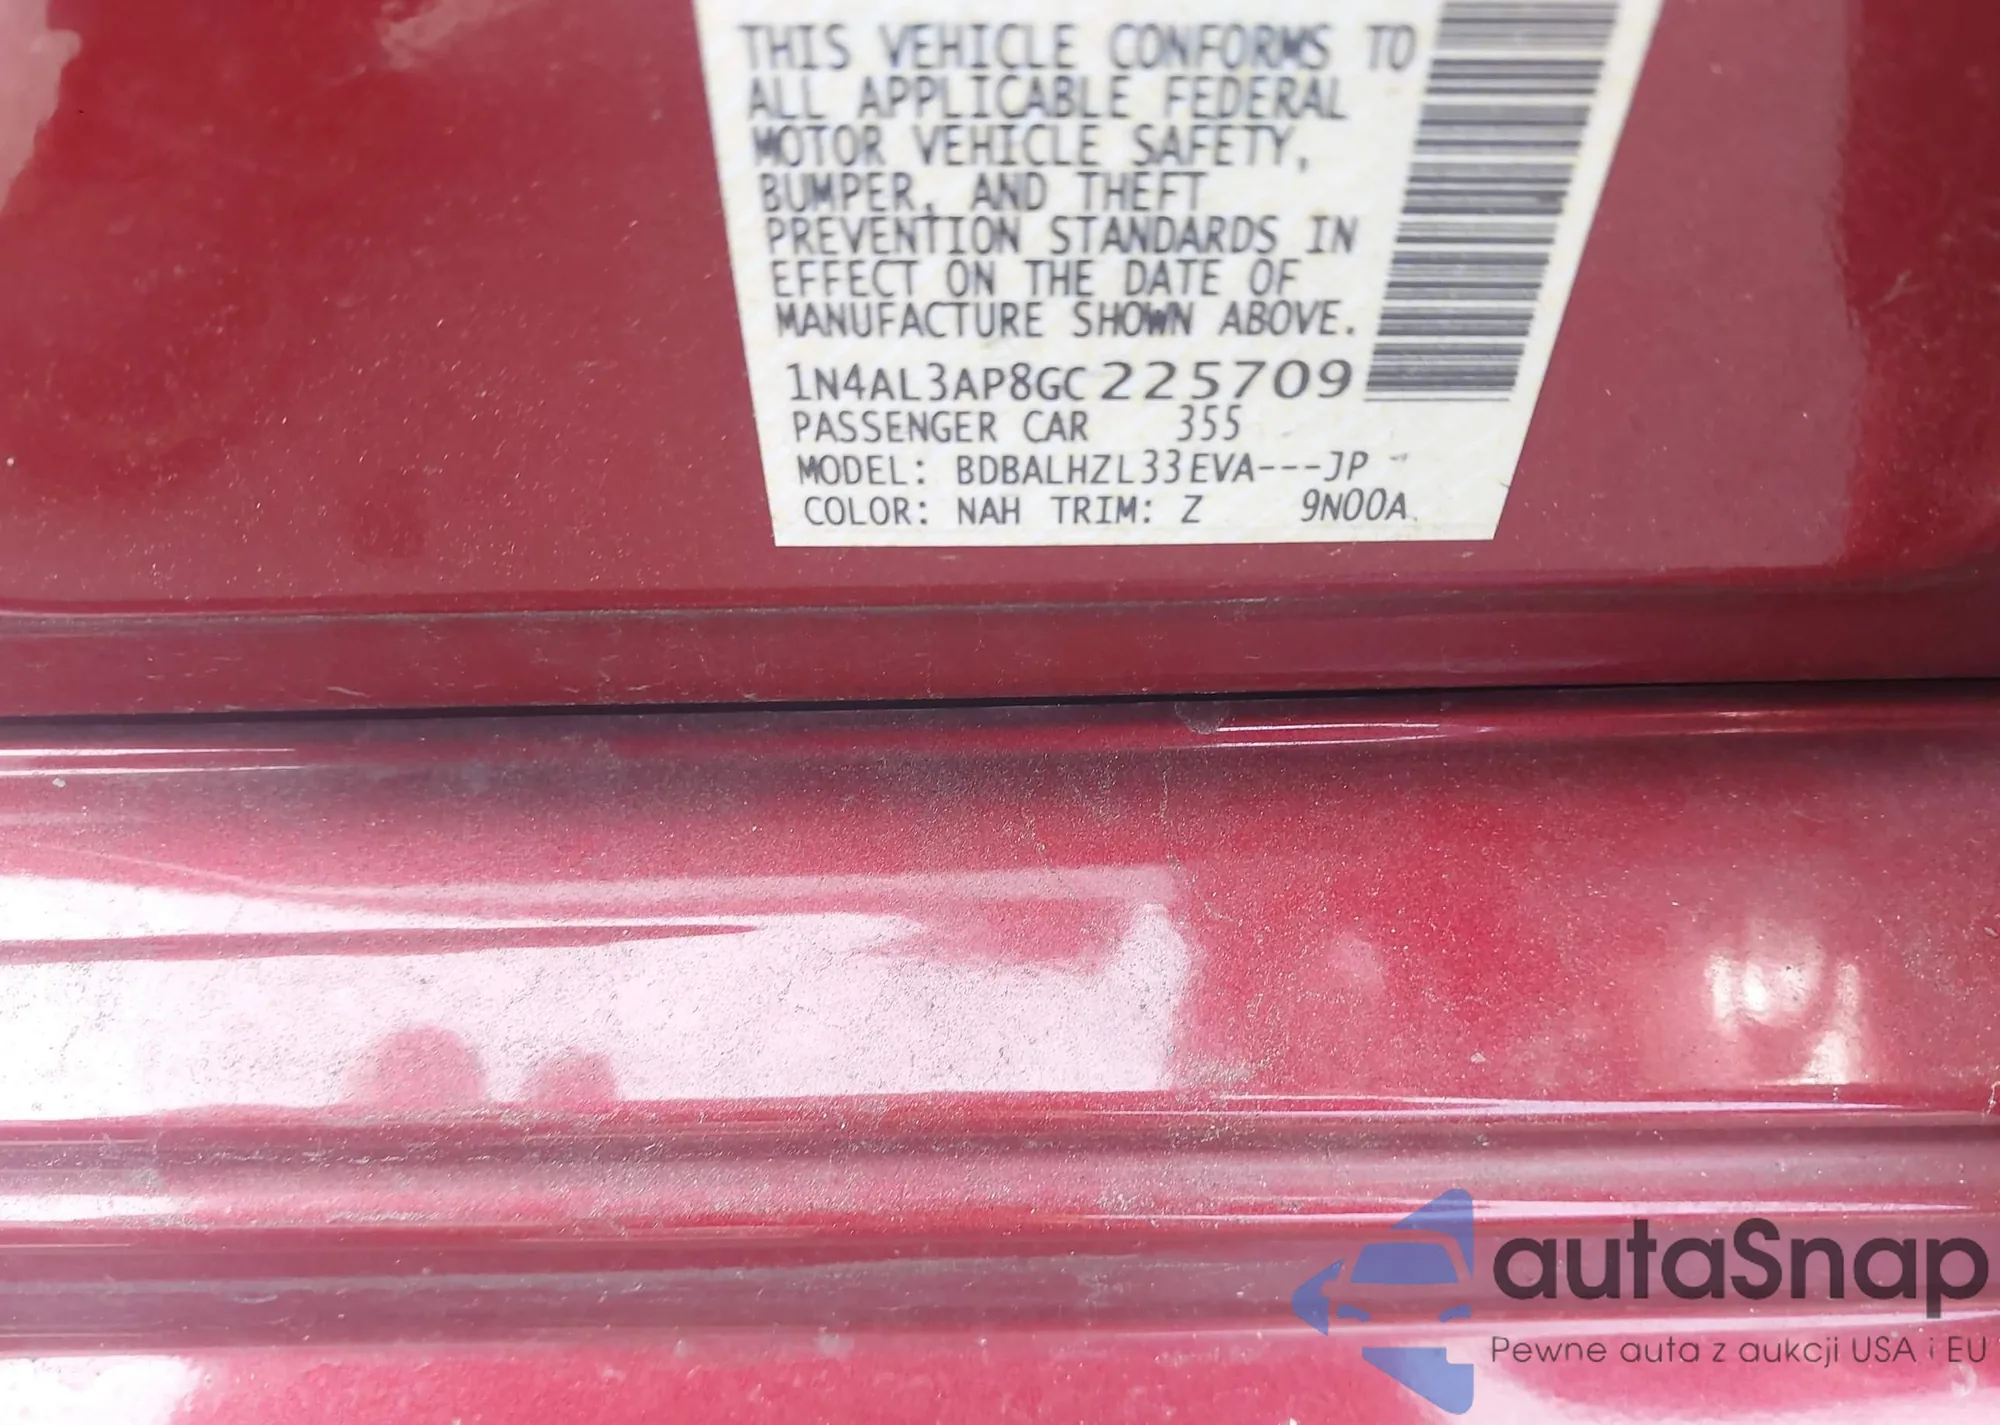 THIS VEHICLE CONFORMS TO
ALL APPLICABLE FEDERAL
MOTOR VEHICLE SAFETY,
BUMPER, AND THEFT
PREVENTION STANDARDS IN
EFFECT ON THE DATE OF
MANUFACTURE SHOWN ABOVE.
1N4AL3AP8GC225709
PASSENGER CAR 355
MODEL: BDBALHZL33EVA---JP
COLOR: NAH TRIM: Z 9N00A
autaSnap
Pewne auta z aukcji USA i EU